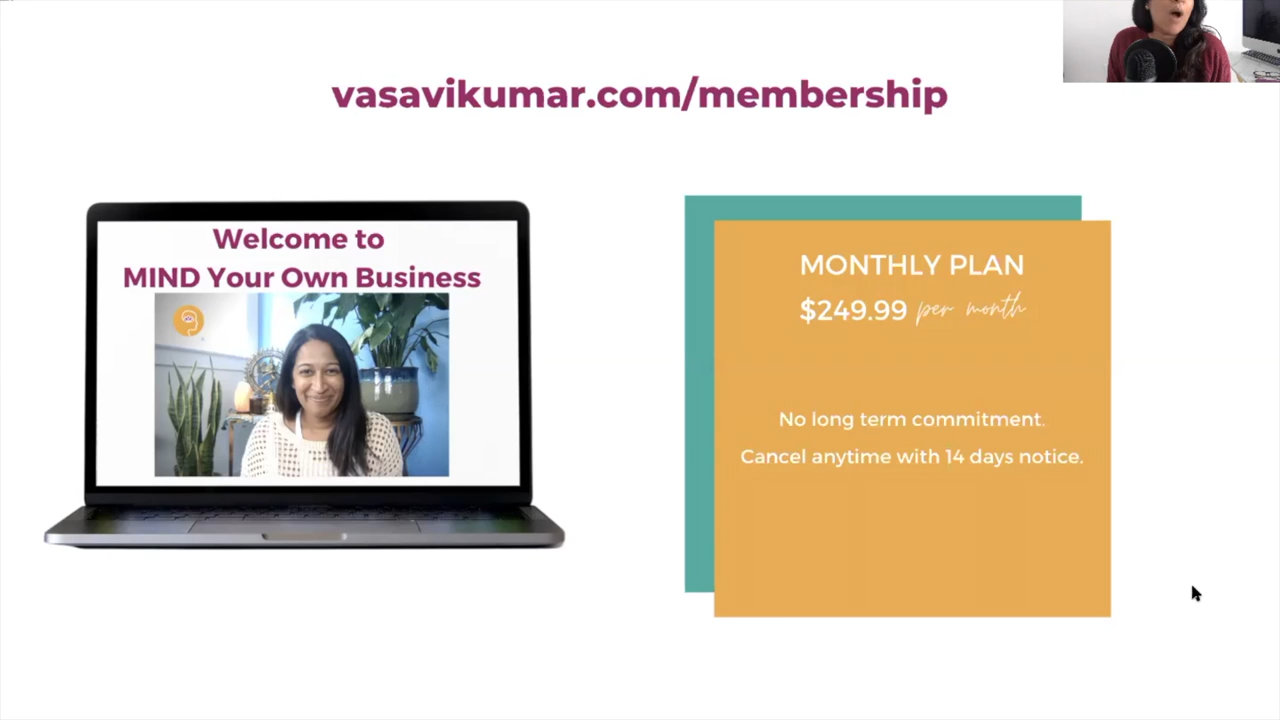 vasavikumar.com/membership
Welcome to
MIND Your Own Business
MONTHLY PLAN
$249.99 per month
No long term commitment.
Cancel anytime with 14 days notice.